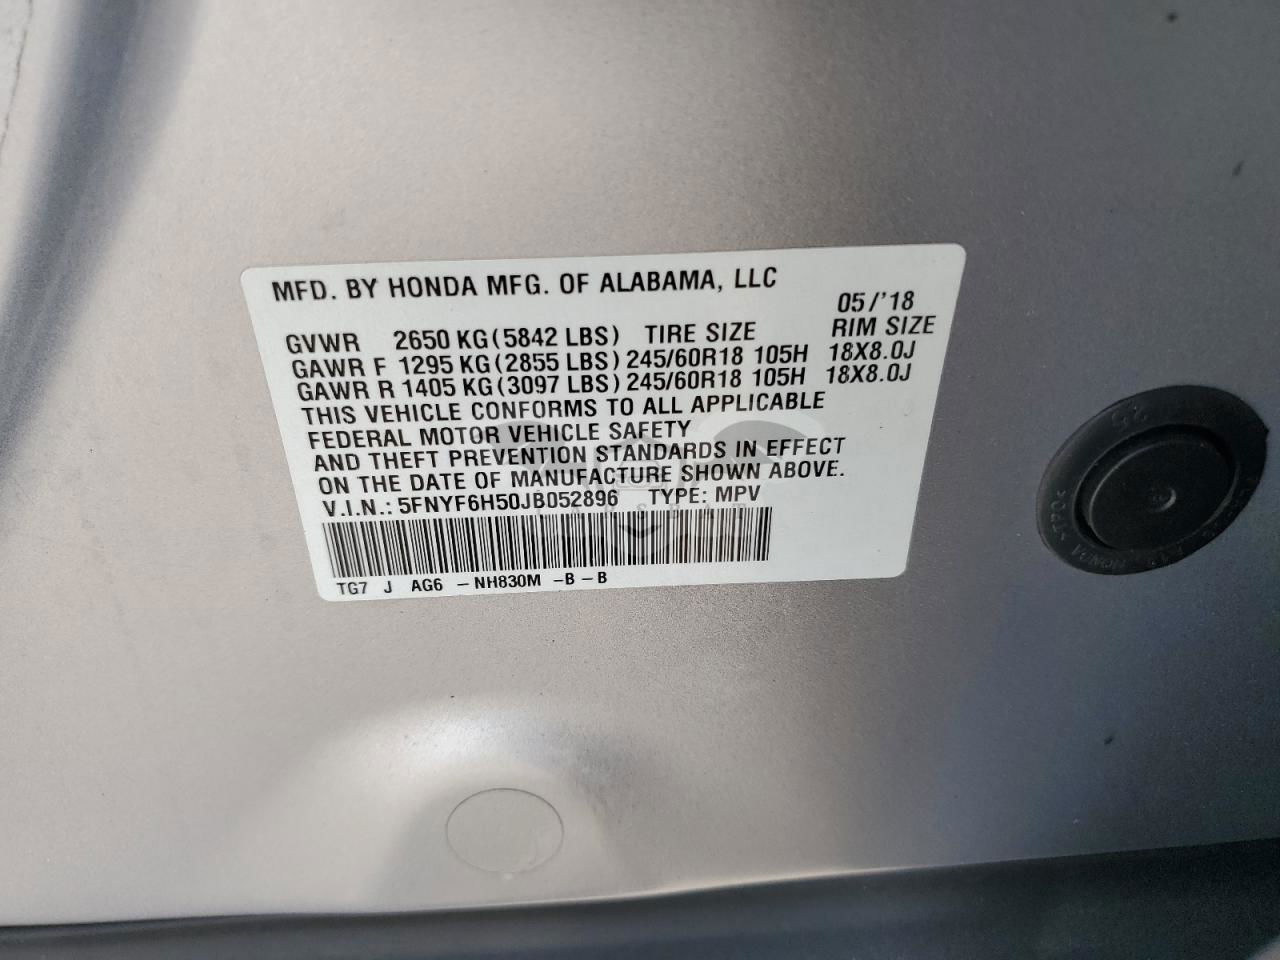 MFD. BY HONDA MFG. OF ALABAMA, LLC
05/'18
GVWR 2650 KG(5842 LBS) TIRE SIZE RIM SIZE
GAWR F 1295 KG(2855 LBS) 245/60R18 105H 18X8.0J
GAWR R 1405 KG(3097 LBS) 245/60R18 105H 18X8.0J
THIS VEHICLE CONFORMS TO ALL APPLICABLE
FEDERAL MOTOR VEHICLE SAFETY
AND THEFT PREVENTION STANDARDS IN EFFECT
ON THE DATE OF MANUFACTURE SHOWN ABOVE.
V.I.N.: 5FNYF6H50JB052896 TYPE: MPV
TG7 J AG6 -NH830M -B-B
HONDA >TPO<